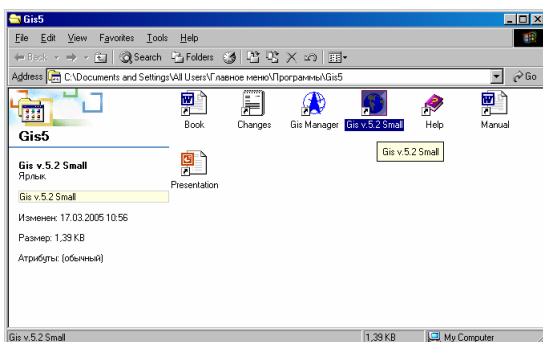 Gis5
File Edit View Favorites Tools Help
Back Search Folders
Address C:\Documents and Settings\All Users\Главное меню\Программы\Gis5 Go
Gis5
Gis v.5.2 Small
Ярлык
Gis v.5.2 Small
Изменен: 17.03.2005 10:56
Размер: 1,39 KB
Атрибуты: (обычный)
Book Changes Gis Manager Gis v.5.2 Small Help Manual
Gis v.5.2 Small
Presentation
Gis v.5.2 Small 1,39 KB My Computer